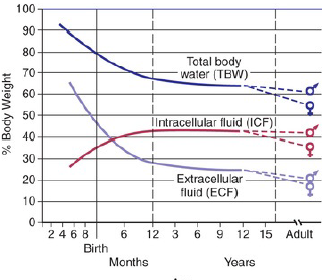 100
90
80
70
60
50
40
30
20
10
0
% Body Weight
Total body
water (TBW)
Intracellular fluid (ICF)
Extracellular
fluid (ECF)
2 4 6 8 6 12 3 6 9 12 15 Adult
Birth
Months Years